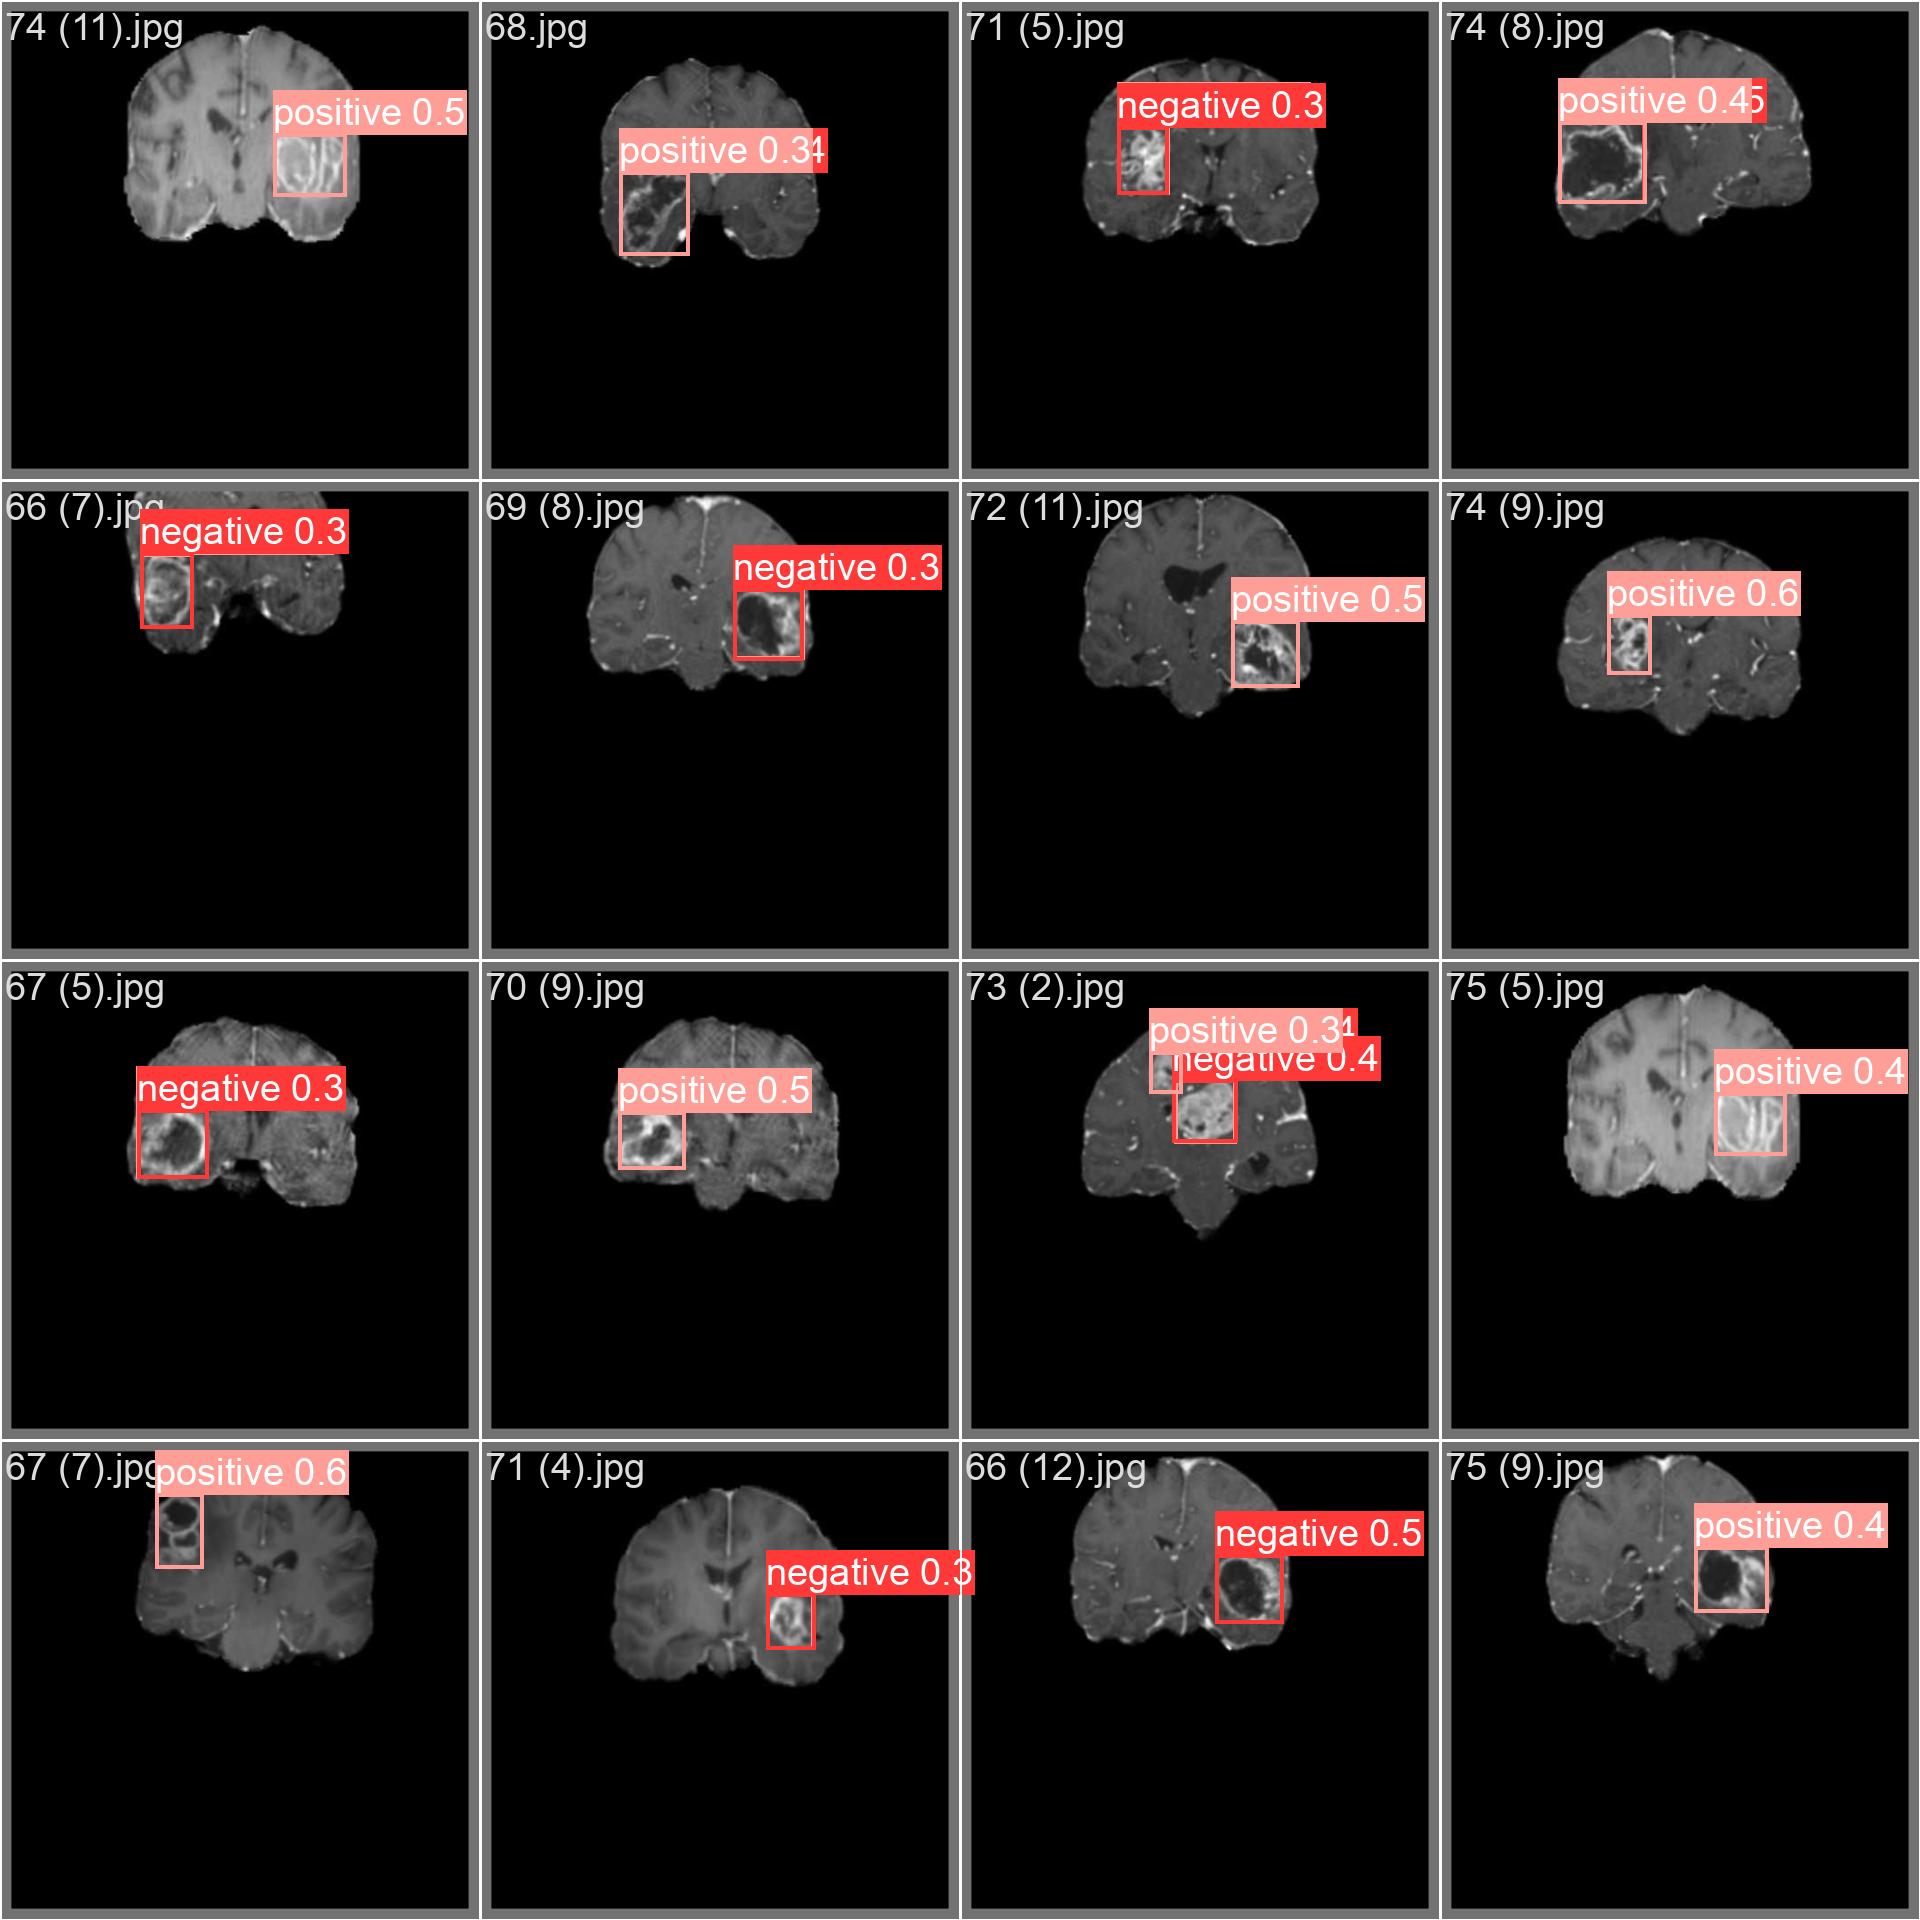 74 (11).jpg
positive 0.5
68.jpg
positive 0.3
71 (5).jpg
negative 0.3
74 (8).jpg
positive 0.4
66 (7).jpg
negative 0.3
69 (8).jpg
negative 0.3
72 (11).jpg
positive 0.5
74 (9).jpg
positive 0.6
67 (5).jpg
negative 0.3
70 (9).jpg
positive 0.5
73 (2).jpg
positive 0.3
negative 0.4
75 (5).jpg
positive 0.4
67 (7).jpg
positive 0.6
71 (4).jpg
negative 0.3
66 (12).jpg
negative 0.5
75 (9).jpg
positive 0.4